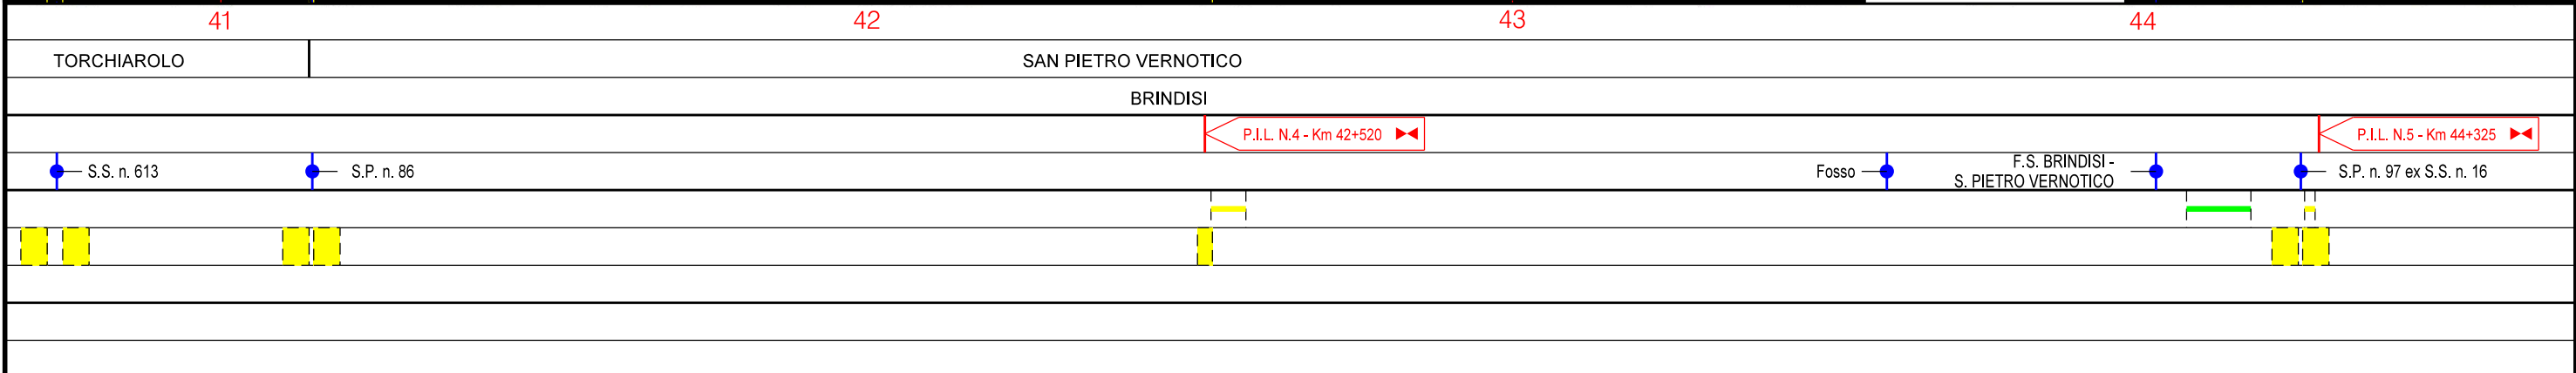 41 42 43 44
TORCHIAROLO SAN PIETRO VERNOTICO
BRINDISI
P.I.L. N.4 - Km 42+520 P.I.L. N.5 - Km 44+325
S.S. n. 613 S.P. n. 86 Fosso F.S. BRINDISI -
S. PIETRO VERNOTICO S.P. n. 97 ex S.S. n. 16